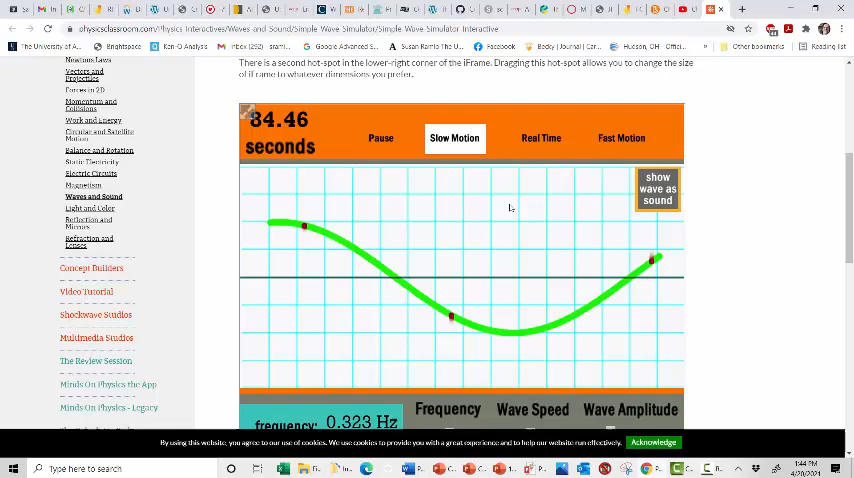 physicsclassroom.com/Physics Interactives/Waves and Sound/Simple Wave Simulator/Simple Wave Simulator Interactive
The University of A...
Brightspace
Ken-Q Analysis
Inbox (292)
Google Advanced S...
Susan Ramlo The U...
Facebook
Becky | Journal | Car...
Hudson, OH
Other bookmarks
Reading list
Newtons Laws
Vectors and
Projectiles
Forces in 2D
Momentum and
Collisions
Work and Energy
Circular and Satellite
Motion
Balance and Rotation
Static Electricity
Electric Circuits
Magnetism
Waves and Sound
Light and Color
Reflection and
Mirrors
Refraction and
Lenses
Concept Builders
Video Tutorial
Shockwave Studios
Multimedia Studios
The Review Session
Minds On Physics the App
Minds On Physics - Legacy
There is a second hot-spot in the lower-right corner of the iFrame. Dragging this hot-spot allows you to change the size
of iFrame to whatever dimensions you prefer.
84.46
seconds
Pause
Slow Motion
Real Time
Fast Motion
show
wave as
sound
frequency: 0.323 Hz
Frequency
Wave Speed
Wave Amplitude
By using this website, you agree to our use of cookies. We use cookies to provide you with a great experience and to help our website run effectively.
Acknowledge
Type here to search
1:44 PM
4/20/2021